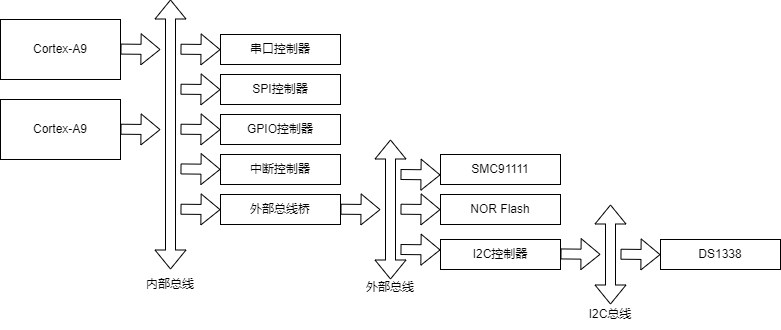 Cortex-A9
Cortex-A9
串口控制器
SPI控制器
GPIO控制器
中断控制器
外部总线桥
内部总线
SMC91111
NOR Flash
I2C控制器
外部总线
DS1338
I2C总线